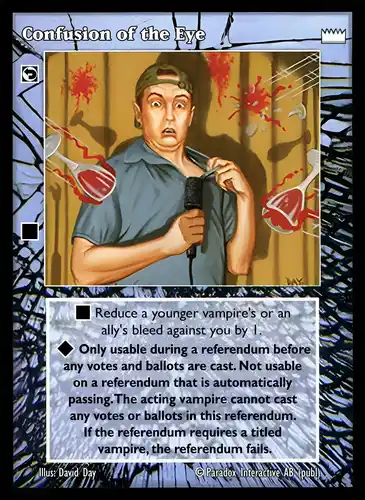 Confusion of the Eye
DAY
Reduce a younger vampire's or an
ally's bleed against you by 1.
Only usable during a referendum before
any votes and ballots are cast. Not usable
on a referendum that is automatically
passing. The acting vampire cannot cast
any votes or ballots in this referendum.
If the referendum requires a titled
vampire, the referendum fails.
Illus: David Day
© Paradox Interactive AB (publ)